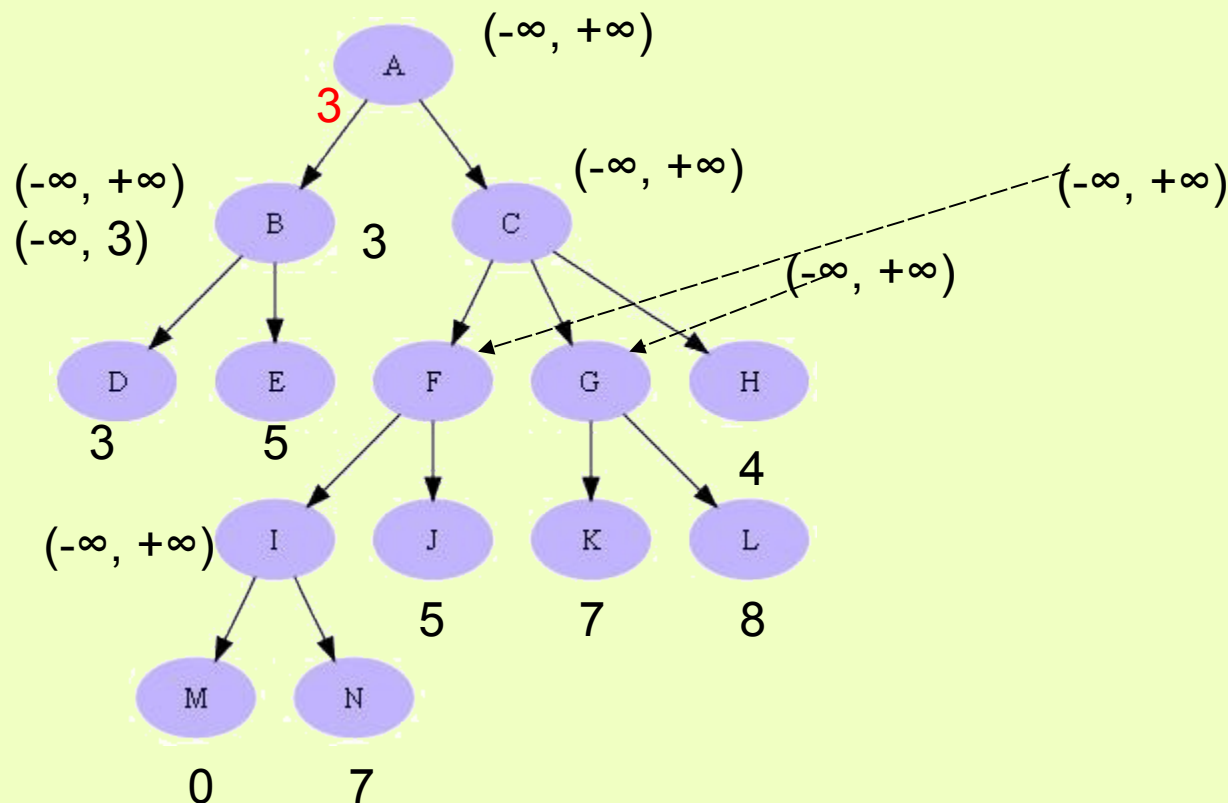 (-∞, +∞)
A
3
(-∞, +∞)
(-∞, +∞)
(-∞, +∞)
B
C
(-∞, 3)
3
(-∞, +∞)
D
E
F
G
H
3
5
4
(-∞, +∞)
I
J
K
L
5
7
8
M
N
0
7